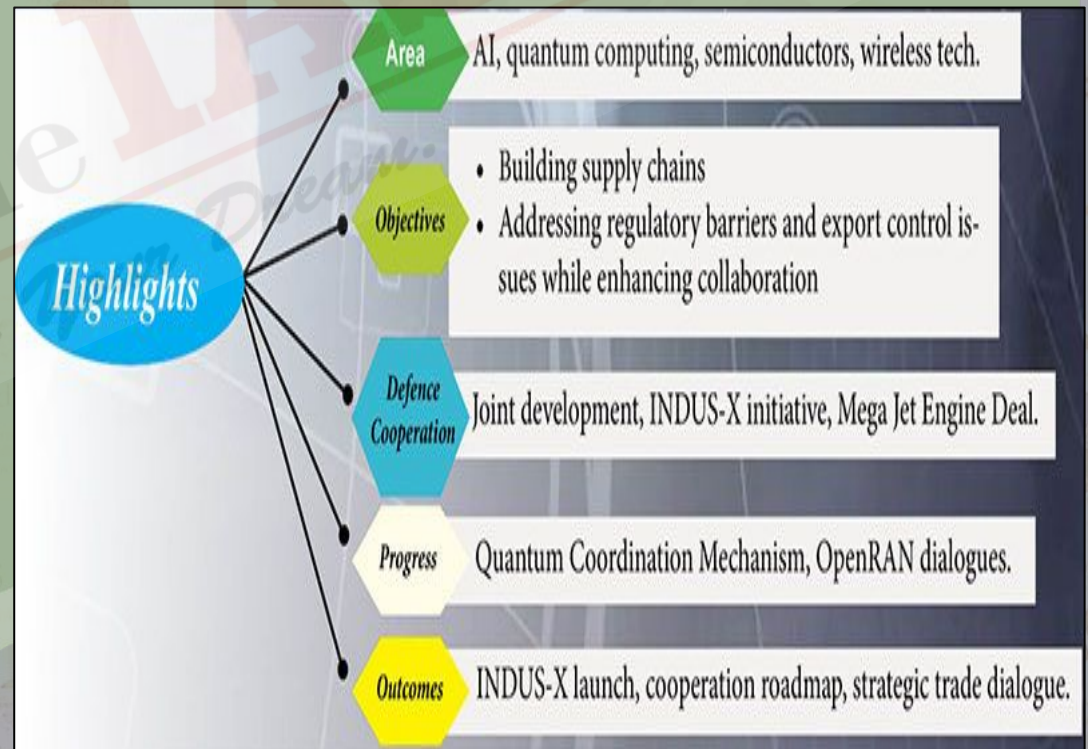 Highlights
Area
AI, quantum computing, semiconductors, wireless tech.
Objectives
• Building supply chains
• Addressing regulatory barriers and export control is-
sues while enhancing collaboration
Defence
Cooperation
Joint development, INDUS-X initiative, Mega Jet Engine Deal.
Progress
Quantum Coordination Mechanism, OpenRAN dialogues.
Outcomes
INDUS-X launch, cooperation roadmap, strategic trade dialogue.
Dream.